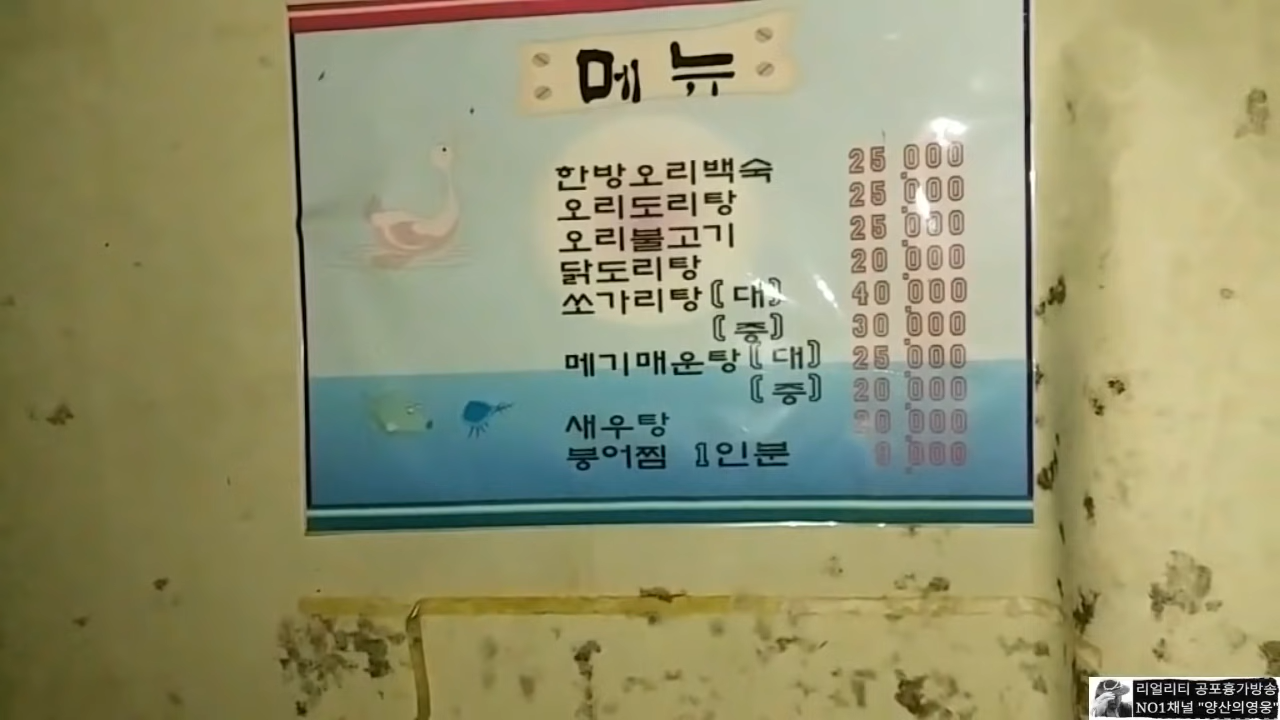 메뉴
한방오리백숙 25,000
오리도리탕 25,000
오리불고기 25,000
닭도리탕 20,000
쏘가리탕(대) 40,000
(중) 30,000
메기매운탕(대) 25,000
(중) 20,000
새우탕 20,000
붕어찜 1인분 9,000
리얼리티 공포흉가방송
NO1채널 "양산의영웅"